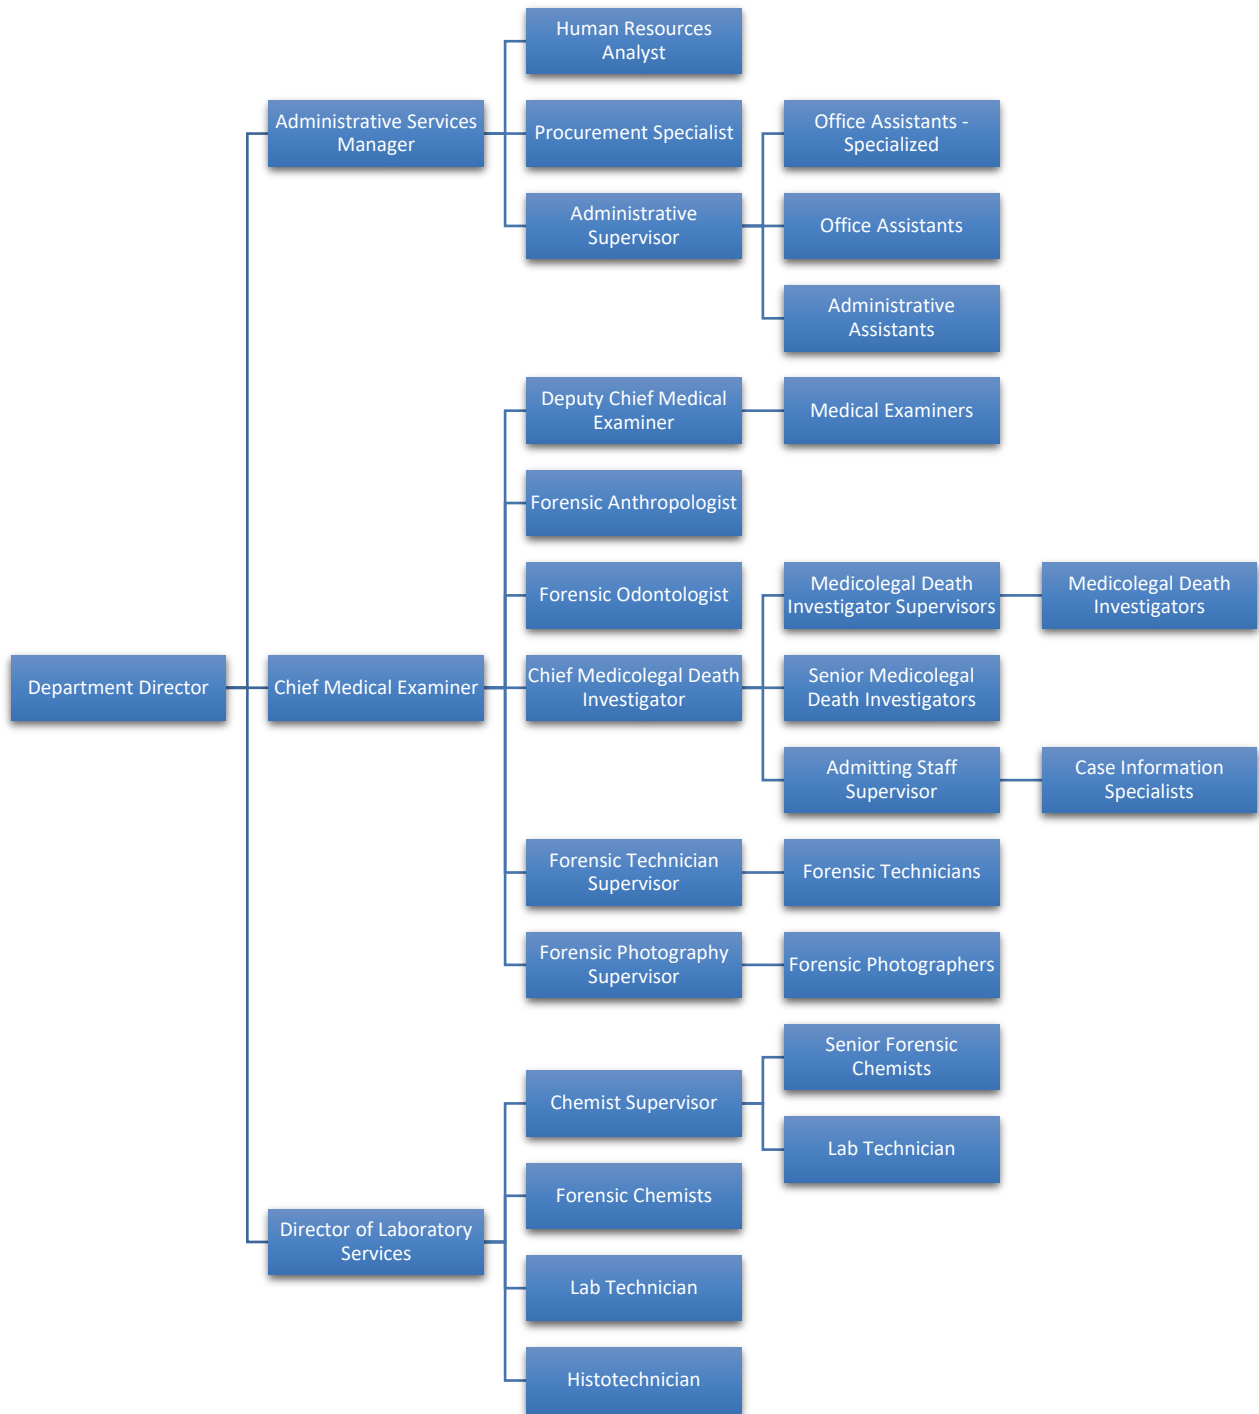 Human Resources
Analyst
Administrative Services
Manager
Procurement Specialist
Office Assistants -
Specialized
Administrative
Supervisor
Office Assistants
Administrative
Assistants
Deputy Chief Medical
Examiner
Medical Examiners
Forensic Anthropologist
Forensic Odontologist
Medicolegal Death
Investigator Supervisors
Medicolegal Death
Investigators
Department Director
Chief Medical Examiner
Chief Medicolegal Death
Investigator
Senior Medicolegal
Death Investigators
Admitting Staff
Supervisor
Case Information
Specialists
Forensic Technician
Supervisor
Forensic Technicians
Forensic Photography
Supervisor
Forensic Photographers
Senior Forensic
Chemists
Chemist Supervisor
Lab Technician
Forensic Chemists
Director of Laboratory
Services
Lab Technician
Histotechnician